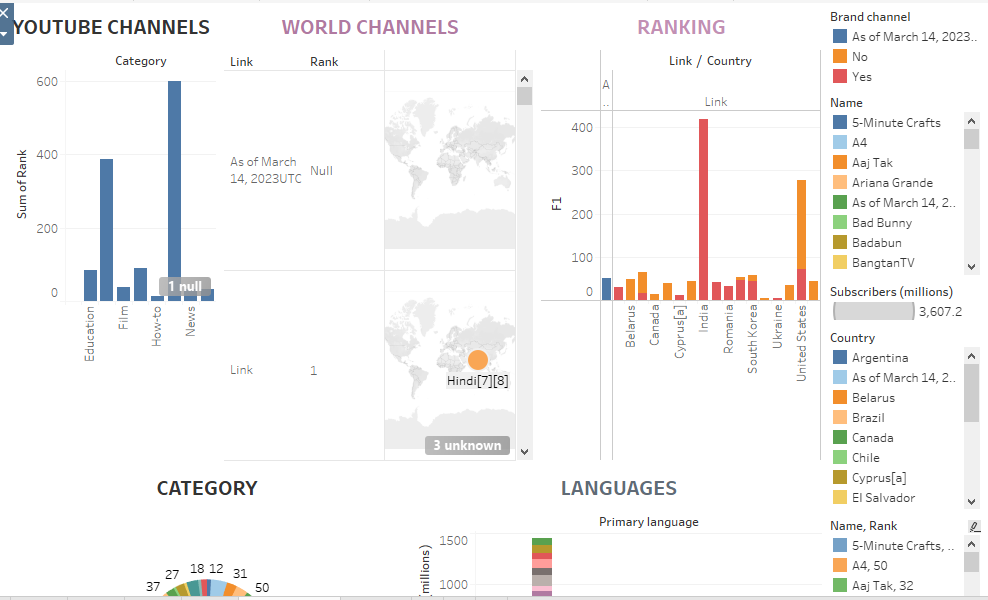 YOUTUBE CHANNELS
Category
600
400
200
0
Sum of Rank
1 null
Education
Film
How-to
News
WORLD CHANNELS
Link Rank
As of March
14, 2023UTC
Null
Link 1
Hindi[7][8]
3 unknown
RANKING
Link / Country
A
..
Link
400
300
200
100
0
F1
Belarus
Canada
Cyprus[a]
India
Romania
South Korea
Ukraine
United States
Brand channel
As of March 14, 2023..
No
Yes
Name
5-Minute Crafts
A4
Aaj Tak
Ariana Grande
As of March 14, 2..
Bad Bunny
Badabun
BangtanTV
Subscribers (millions)
3,607.2
Country
Argentina
As of March 14, 2..
Belarus
Brazil
Canada
Chile
Cyprus[a]
El Salvador
Name, Rank
5-Minute Crafts, ..
A4, 50
Aaj Tak, 32
CATEGORY
37
27
18
12
31
50
LANGUAGES
Primary language
1500
1000
(millions)